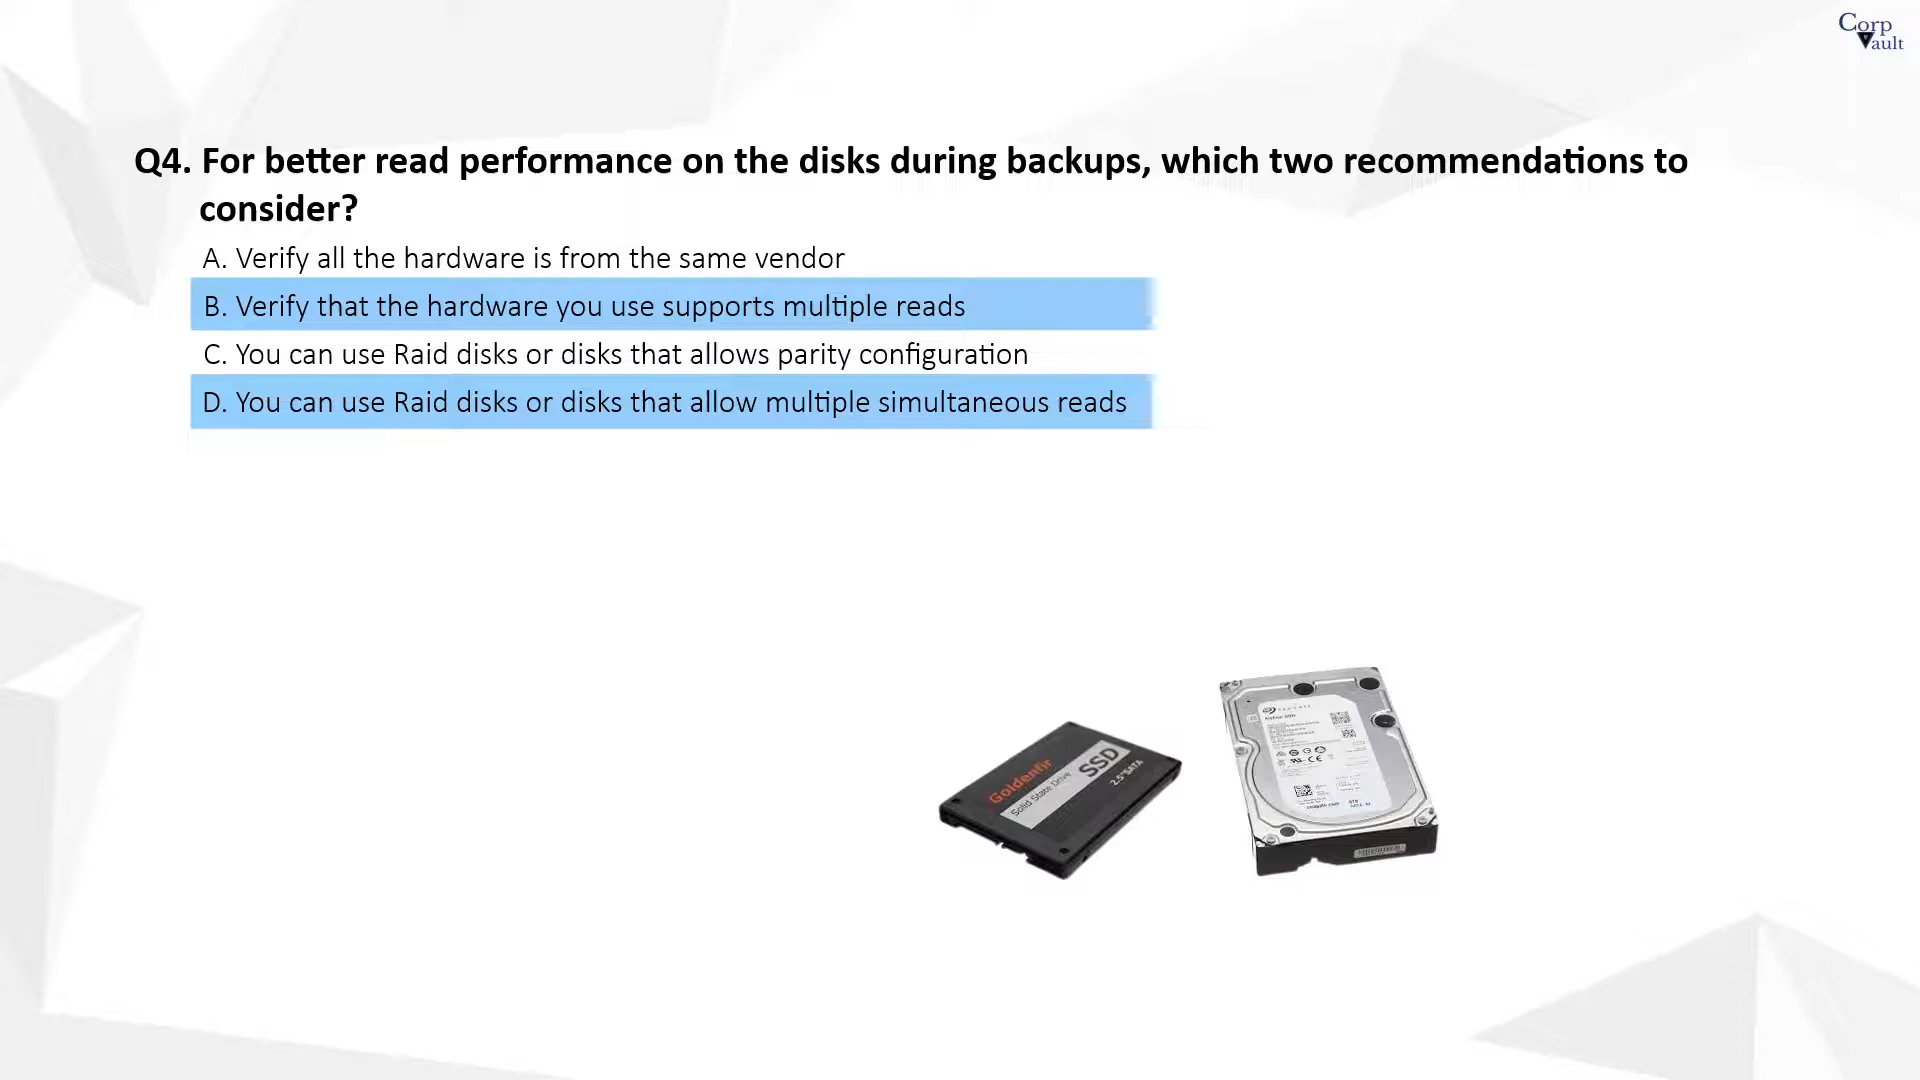 Corp
Vault
Q4. For better read performance on the disks during backups, which two recommendations to
consider?
A. Verify all the hardware is from the same vendor
B. Verify that the hardware you use supports multiple reads
C. You can use Raid disks or disks that allows parity configuration
D. You can use Raid disks or disks that allow multiple simultaneous reads
Goldenfir
Solid State Drive
SSD
2.5"SATA
SEAGATE